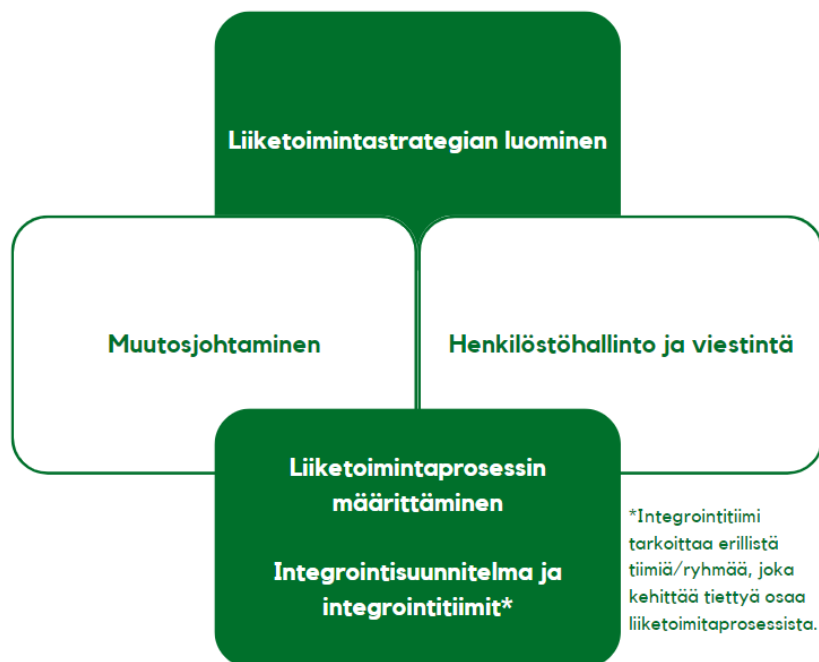 Liiketoimintastrategian luominen
Muutosjohtaminen
Henkilöstöhallinto ja viestintä
Liiketoimintaprosessin
määrittäminen
Integrointisuunnitelma ja
integrointitiimit*
*Integrointitiimi
tarkoittaa erillistä
tiimiä/ryhmää, joka
kehittää tiettyä osaa
liiketoimitaprosessista.